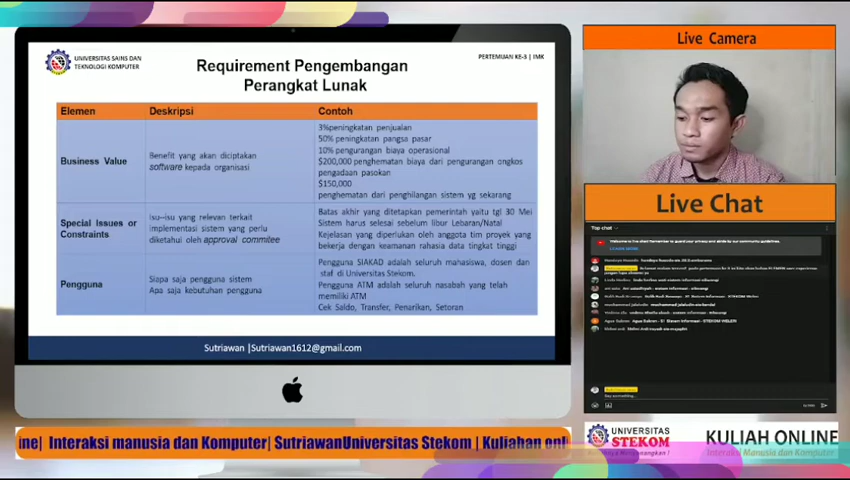 UNIVERSITAS SAINS DAN
TEKNOLOGI KOMPUTER
Requirement Pengembangan
Perangkat Lunak
PERTEMUAN KE-3 | IMK
Elemen Deskripsi Contoh
Business Value
Benefit yang akan diciptakan
software kepada organisasi
3%peningkatan penjualan
50% peningkatan pangsa pasar
10% pengurangan biaya operasional
$200,000 penghematan biaya dari pengurangan ongkos
pengadaan pasokan
$150,000
penghematan dari penghilangan sistem yg sekarang
Special Issues or
Constraints
Isu-isu yang relevan terkait
implementasi sistem yang perlu
diketahui oleh approval commitee
Batas akhir yang ditetapkan pemerintah yaitu tgl 30 Mei
Sistem harus selesai sebelum libur Lebaran/Natal
Kejelasan yang diperlukan oleh anggota tim proyek yang
bekerja dengan keamanan rahasia data tingkat tinggi
Pengguna
Siapa saja pengguna sistem
Apa saja kebutuhan pengguna
Pengguna SIAKAD adalah seluruh mahasiswa, dosen dan
staf di Universitas Stekom.
Pengguna ATM adalah seluruh nasabah yang telah
memiliki ATM
Cek Saldo, Transfer, Penarikan, Setoran
Sutriawan |Sutriawan1612@gmail.com
Live Camera
Live Chat
Top chat
Say something...
ine| Interaksi manusia dan Komputer| SutriawanUniversitas Stekom | Kuliahan onl
UNIVERSITAS
STEKOM
KULIAH ONLINE
Interaksi Manusia dan Komputer